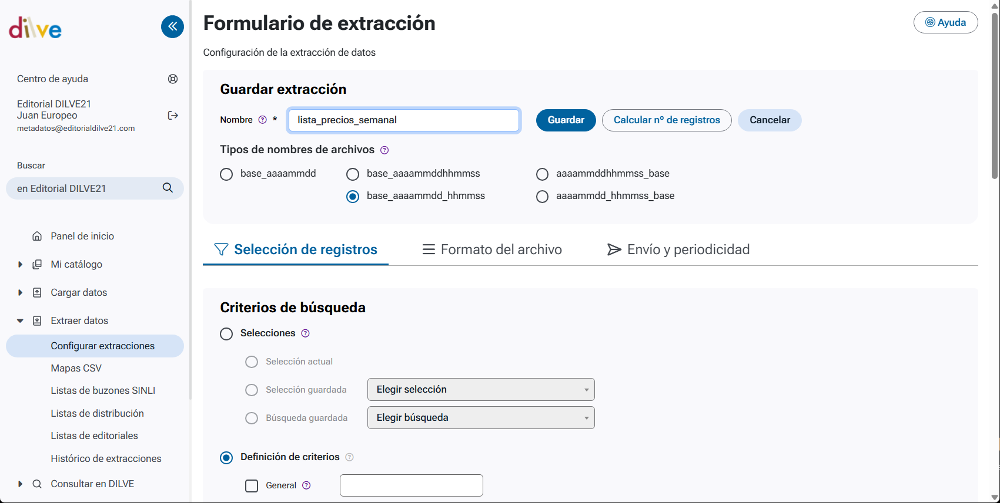 dilve
Centro de ayuda
Editorial DILVE21
Juan Europeo
metadatos@editorialdilve21.com
Buscar
en Editorial DILVE21
Panel de inicio
Mi catálogo
Cargar datos
Extraer datos
Configurar extracciones
Mapas CSV
Listas de buzones SINLI
Listas de distribución
Listas de editoriales
Histórico de extracciones
Consultar en DILVE
Formulario de extracción
Ayuda
Configuración de la extracción de datos
Guardar extracción
Nombre ? * lista_precios_semanal Guardar Calcular nº de registros Cancelar
Tipos de nombres de archivos ?
base_aaaammdd base_aaaammddhhmmss aaaammddhhmmss_base
base_aaaammdd_hhmmss aaaammdd_hhmmss_base
Selección de registros Formato del archivo Envío y periodicidad
Criterios de búsqueda
Selecciones ?
Selección actual
Selección guardada Elegir selección
Búsqueda guardada Elegir búsqueda
Definición de criterios ?
General ?